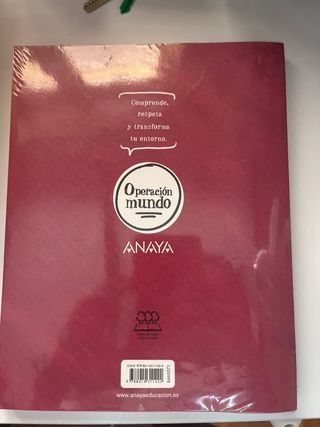 Comprende,
respeta
y transforma
tu entorno.
Operación
mundo
ANAYA
www.anayaeducacion.es